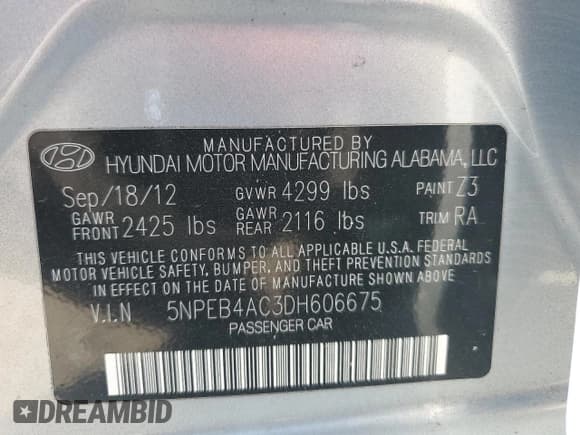 MANUFACTURED BY
HYUNDAI MOTOR MANUFACTURING ALABAMA, LLC
Sep/18/12 GVWR 4299 lbs PAINT Z3
GAWR FRONT 2425 lbs GAWR REAR 2116 lbs TRIM RA
THIS VEHICLE CONFORMS TO ALL APPLICABLE U.S.A. FEDERAL
MOTOR VEHICLE SAFETY, BUMPER, AND THEFT PREVENTION
STANDARDS IN EFFECT ON THE DATE OF MANUFACTURE SHOWN ABOVE.
V.I.N 5NPEB4AC3DH606675
PASSENGER CAR
DREAMBID